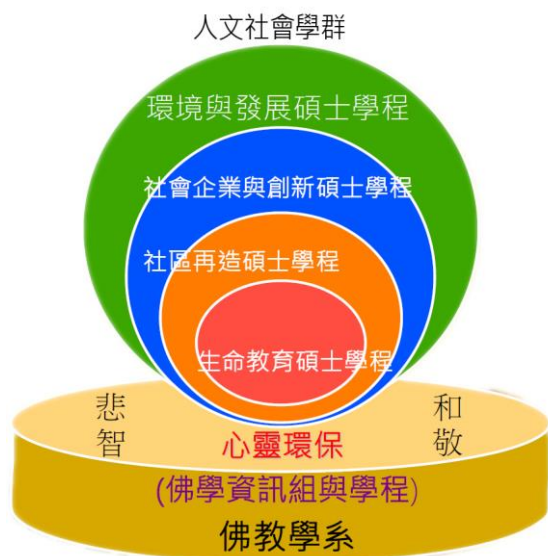 人文社會學群
環境與發展碩士學程
社會企業與創新碩士學程
社區再造碩士學程
生命教育碩士學程
悲智
和敬
心靈環保
(佛學資訊組與學程)
佛教學系